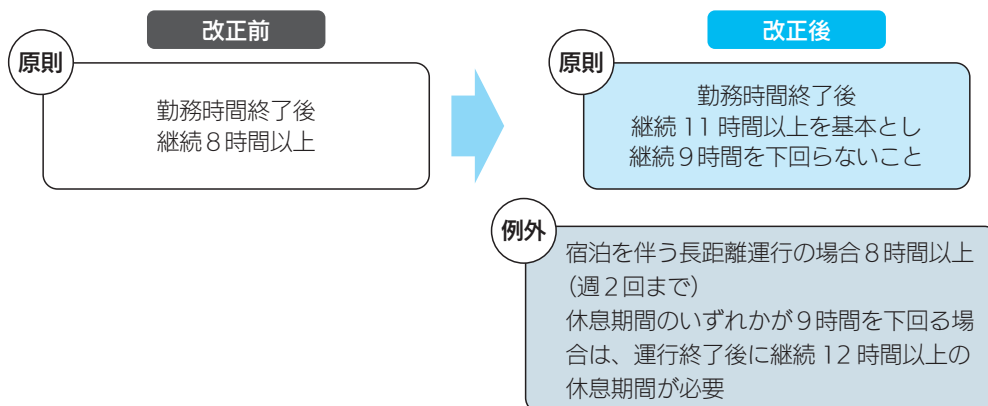 改正前
原則
勤務時間終了後
継続8時間以上
改正後
原則
勤務時間終了後
継続 11 時間以上を基本とし
継続9時間を下回らないこと
例外
宿泊を伴う長距離運行の場合8時間以上
（週2回まで）
休息期間のいずれかが9時間を下回る場
合は、運行終了後に継続 12 時間以上の
休息期間が必要